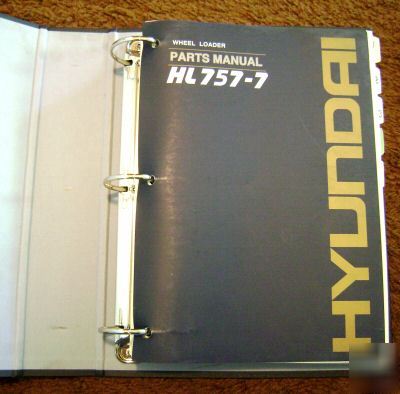 WHEEL LOADER
PARTS MANUAL
HL757-7
HYUNDAI